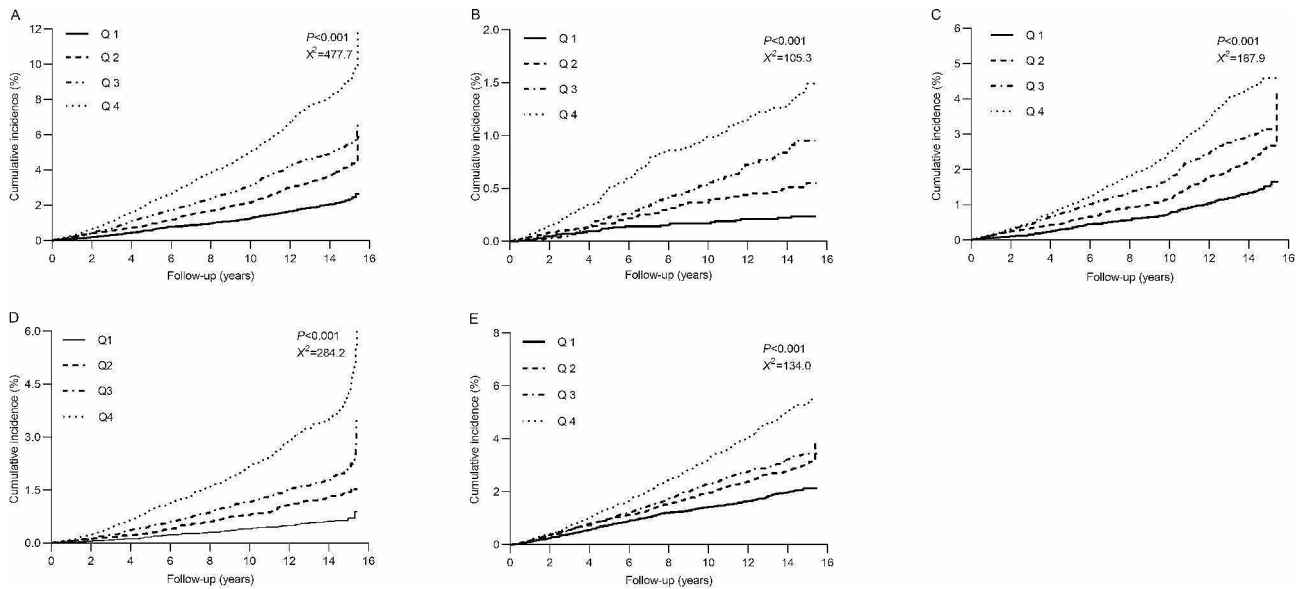 A
Q 1
Q 2
Q 3
Q 4
P<0.001
X2=477.7
Cumulative incidence (%)
12
10
8
6
4
2
0
0 2 4 6 8 10 12 14 16
Follow-up (years)
B
Q 1
Q 2
Q 3
Q 4
P<0.001
X2=105.3
Cumulative incidence (%)
2.0
1.5
1.0
0.5
0.0
0 2 4 6 8 10 12 14 16
Follow-up (years)
C
Q 1
Q 2
Q 3
Q 4
P<0.001
X2=167.9
Cumulative incidence (%)
6
5
4
3
2
1
0
0 2 4 6 8 10 12 14 16
Follow-up (years)
D
Q1
Q2
Q3
Q4
P<0.001
X2=284.2
Cumulative incidence (%)
6.0
4.5
3.0
1.5
0.0
0 2 4 6 8 10 12 14 16
Follow-up (years)
E
Q 1
Q 2
Q 3
Q 4
P<0.001
X2=134.0
Cumulative incidence (%)
8
6
4
2
0
0 2 4 6 8 10 12 14 16
Follow-up (years)